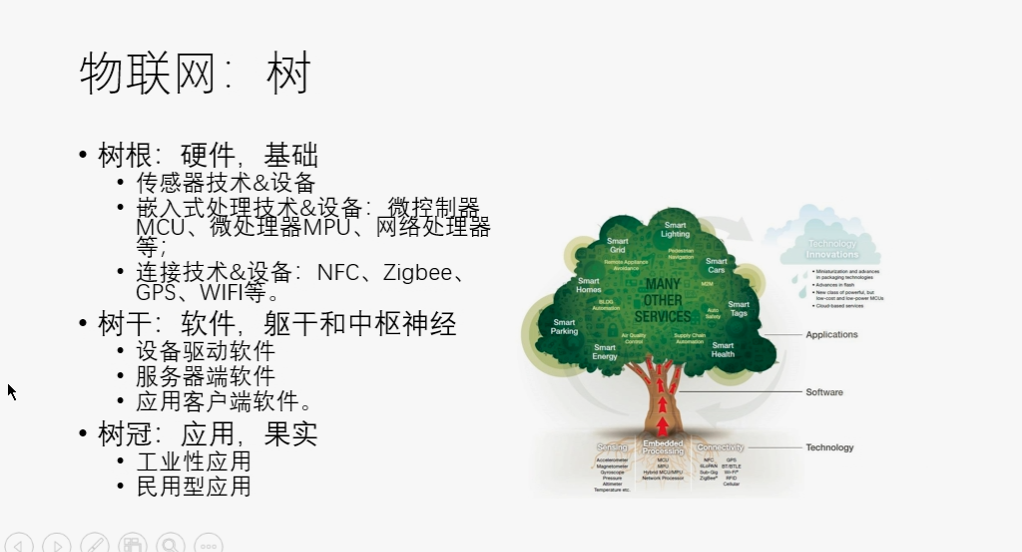 物联网：树
• 树根：硬件，基础
• 传感器技术&设备
• 嵌入式处理技术&设备：微控制器
MCU、微处理器MPU、网络处理器
等；
• 连接技术&设备：NFC、Zigbee、
GPS、WIFI等。
• 树干：软件，躯干和中枢神经
• 设备驱动软件
• 服务器端软件
• 应用客户端软件。
• 树冠：应用，果实
• 工业性应用
• 民用型应用
Smart
Lighting
Smart
Grid
Pedestrian
Navigation
Remote Appliance
Avoidance
Smart
Cars
Smart
Homes
M2M
MANY
OTHER
SERVICES
BLDG
Automation
Smart
Tags
Auto
Safety
Smart
Parking
Air Quality
Control
Supply Chain
Automation
Smart
Energy
Smart
Health
Technology
Innovations
• Miniaturization and advances
in packaging technologies
• Advances in flash
• New class of powerful, but
low-cost and low-power MCUs
• Cloud-based services
Applications
Software
Technology
Sensing
Accelerometer
Magnetometer
Gyroscope
Pressure
Altimeter
Temperature etc.
Embedded
Processing
MCU
MPU
Hybrid MCU/MPU
Network Processor
Connectivity
NFC
6LoPAN
Sub-Gig
ZigBee®
GPS
BT/BTLE
Wi-Fi®
RFID
Cellular